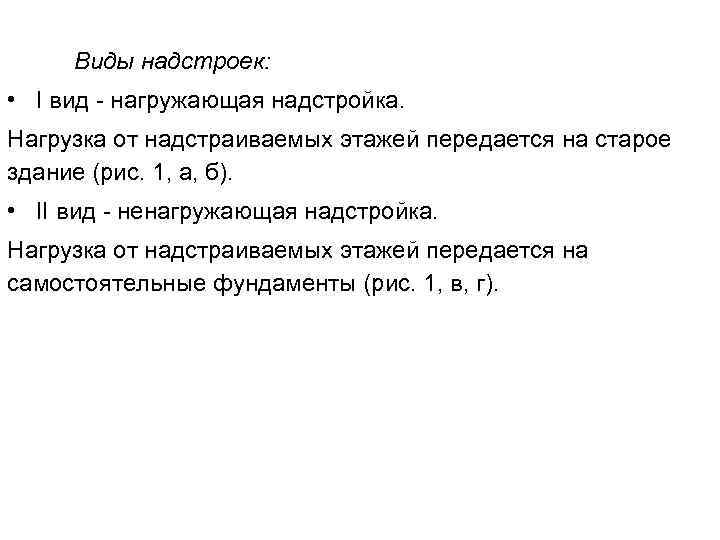 Виды надстроек:
• I вид - нагружающая надстройка.
Нагрузка от надстраиваемых этажей передается на старое
здание (рис. 1, а, б).
• II вид - ненагружающая надстройка.
Нагрузка от надстраиваемых этажей передается на
самостоятельные фундаменты (рис. 1, в, г).